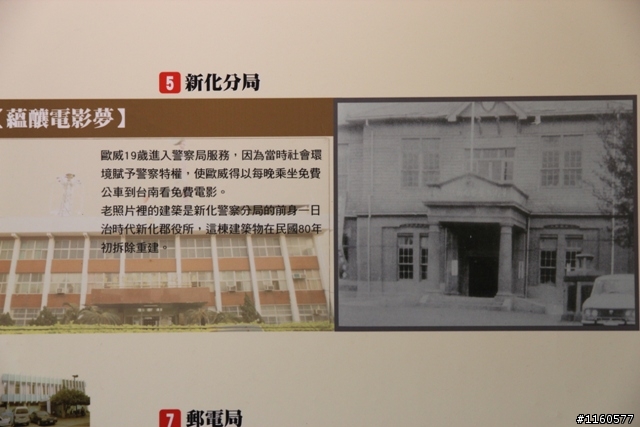 5 新化分局
【蘊釀電影夢】
歐威19歲進入警察局服務，因為當時社會環
境賦予警察特權，使歐威得以每晚乘坐免費
公車到台南看免費電影。
老照片裡的建築是新化警察分局的前身—日
治時代新化郡役所，這棟建築物在民國80年
初拆除重建。
7 郵電局
#1160577